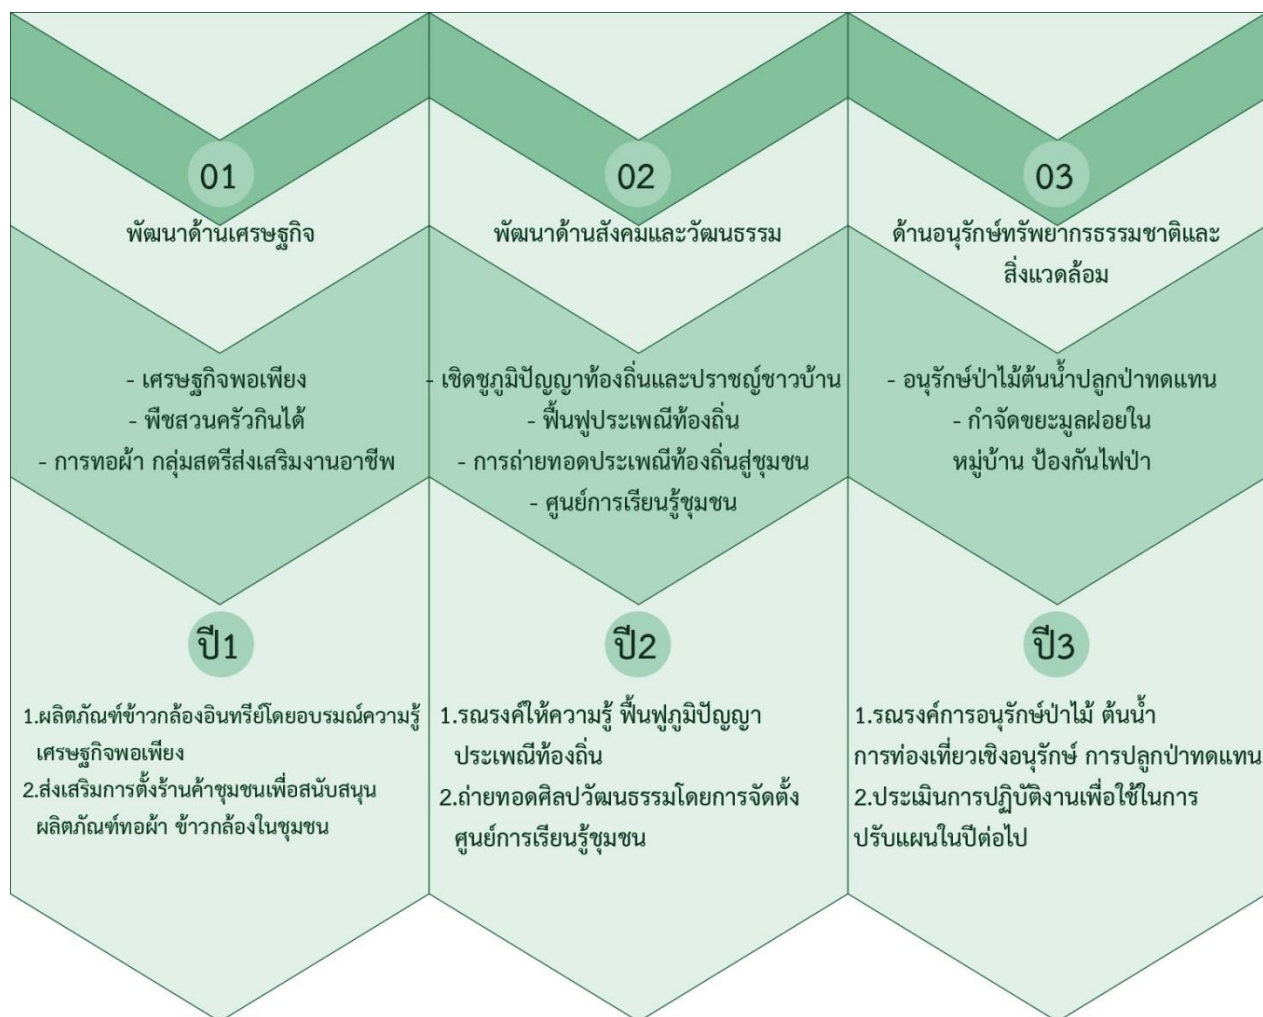 01
พัฒนาด้านเศรษฐกิจ
- เศรษฐกิจพอเพียง
- พืชสวนครัวกินได้
- การทอผ้า กลุ่มสตรีส่งเสริมงานอาชีพ
ปี1
1.ผลิตภัณฑ์ข้าวกล้องอินทรีย์โดยอบรมณ์ความรู้
เศรษฐกิจพอเพียง
2.ส่งเสริมการตั้งร้านค้าชุมชนเพื่อสนับสนุน
ผลิตภัณฑ์ทอผ้า ข้าวกล้องในชุมชน
02
พัฒนาด้านสังคมและวัฒนธรรม
- เชิดชูภูมิปัญญาท้องถิ่นและปราชญ์ชาวบ้าน
- ฟื้นฟูประเพณีท้องถิ่น
- การถ่ายทอดประเพณีท้องถิ่นสู่ชุมชน
- ศูนย์การเรียนรู้ชุมชน
ปี2
1.รณรงค์ให้ความรู้ ฟื้นฟูภูมิปัญญา
ประเพณีท้องถิ่น
2.ถ่ายทอดศิลปวัฒนธรรมโดยการจัดตั้ง
ศูนย์การเรียนรู้ชุมชน
03
ด้านอนุรักษ์ทรัพยากรธรรมชาติและ
สิ่งแวดล้อม
- อนุรักษ์ป่าไม้ต้นน้ำปลูกป่าทดแทน
- กำจัดขยะมูลฝอยใน
หมู่บ้าน ป้องกันไฟป่า
ปี3
1.รณรงค์การอนุรักษ์ป่าไม้ ต้นน้ำ
การท่องเที่ยวเชิงอนุรักษ์ การปลูกป่าทดแทน
2.ประเมินการปฏิบัติงานเพื่อใช้ในการ
ปรับแผนในปีต่อไป